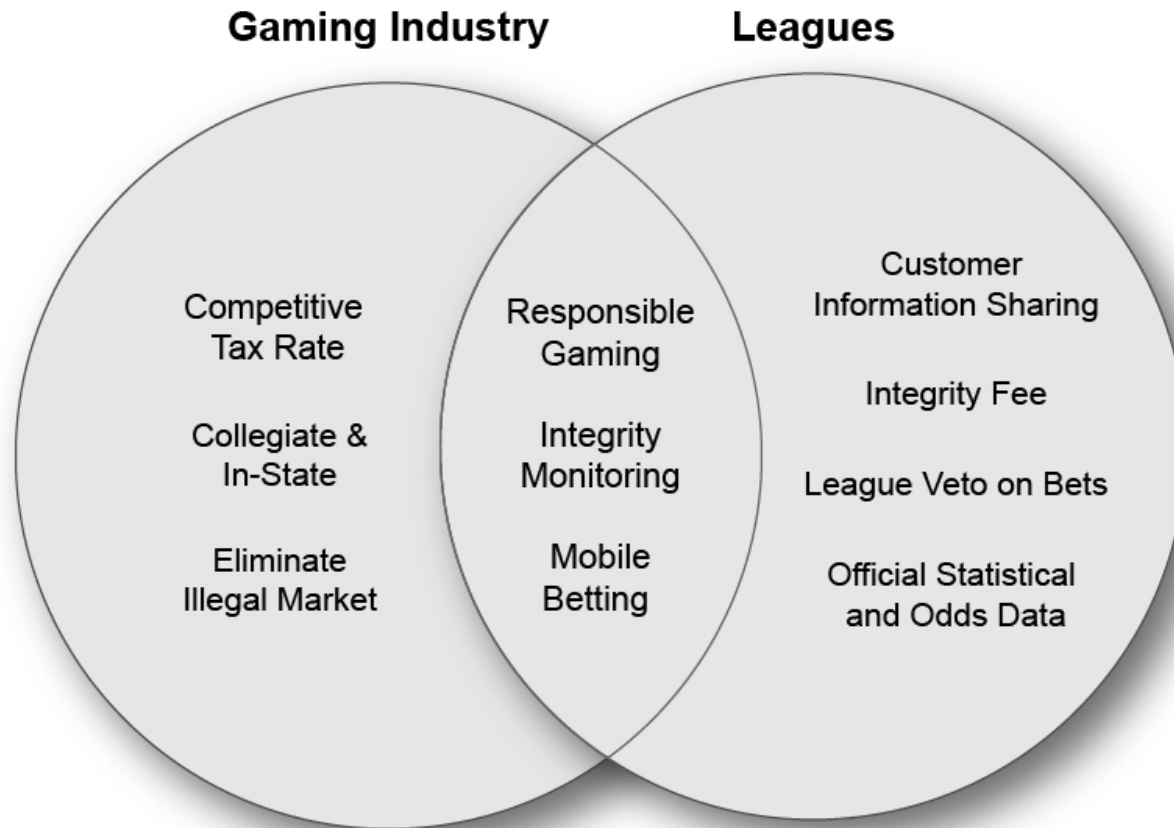 Gaming Industry
Leagues
Competitive
Tax Rate
Collegiate &
In-State
Eliminate
Illegal Market
Responsible
Gaming
Integrity
Monitoring
Mobile
Betting
Customer
Information Sharing
Integrity Fee
League Veto on Bets
Official Statistical
and Odds Data